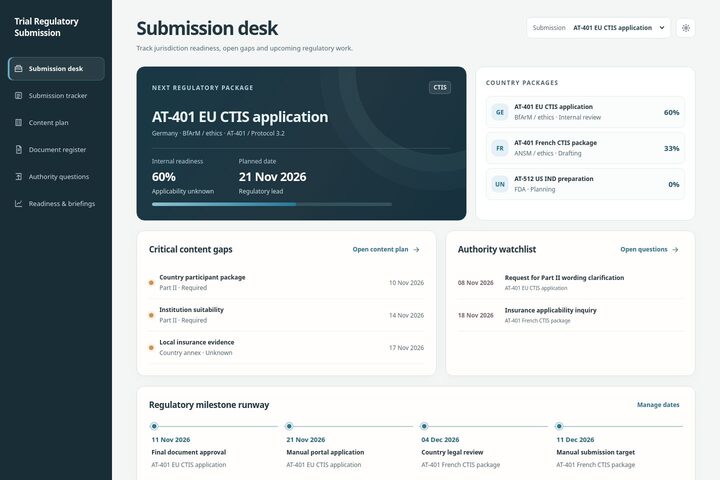 Trial Regulatory
Submission
Submission desk
Submission tracker
Content plan
Document register
Authority questions
Readiness & briefings
Submission desk
Track jurisdiction readiness, open gaps and upcoming regulatory work.
Submission AT-401 EU CTIS application
NEXT REGULATORY PACKAGE
CTIS
AT-401 EU CTIS application
Germany · BfArM / ethics · AT-401 / Protocol 3.2
Internal readiness
60%
Applicability unknown
Planned date
21 Nov 2026
Regulatory lead
COUNTRY PACKAGES
GE
AT-401 EU CTIS application
BfArM / ethics · Internal review
60%
FR
AT-401 French CTIS package
ANSM / ethics · Drafting
33%
UN
AT-512 US IND preparation
FDA · Planning
0%
Critical content gaps
Open content plan →
Country participant package
Part II · Required
10 Nov 2026
Institution suitability
Part II · Required
14 Nov 2026
Local insurance evidence
Country annex · Unknown
17 Nov 2026
Authority watchlist
Open questions →
08 Nov 2026
Request for Part II wording clarification
AT-401 EU CTIS application
18 Nov 2026
Insurance applicability inquiry
AT-401 French CTIS package
Regulatory milestone runway
Manage dates
11 Nov 2026
Final document approval
AT-401 EU CTIS application
21 Nov 2026
Manual portal application
AT-401 EU CTIS application
04 Dec 2026
Country legal review
AT-401 French CTIS package
11 Dec 2026
Manual submission target
AT-401 French CTIS package